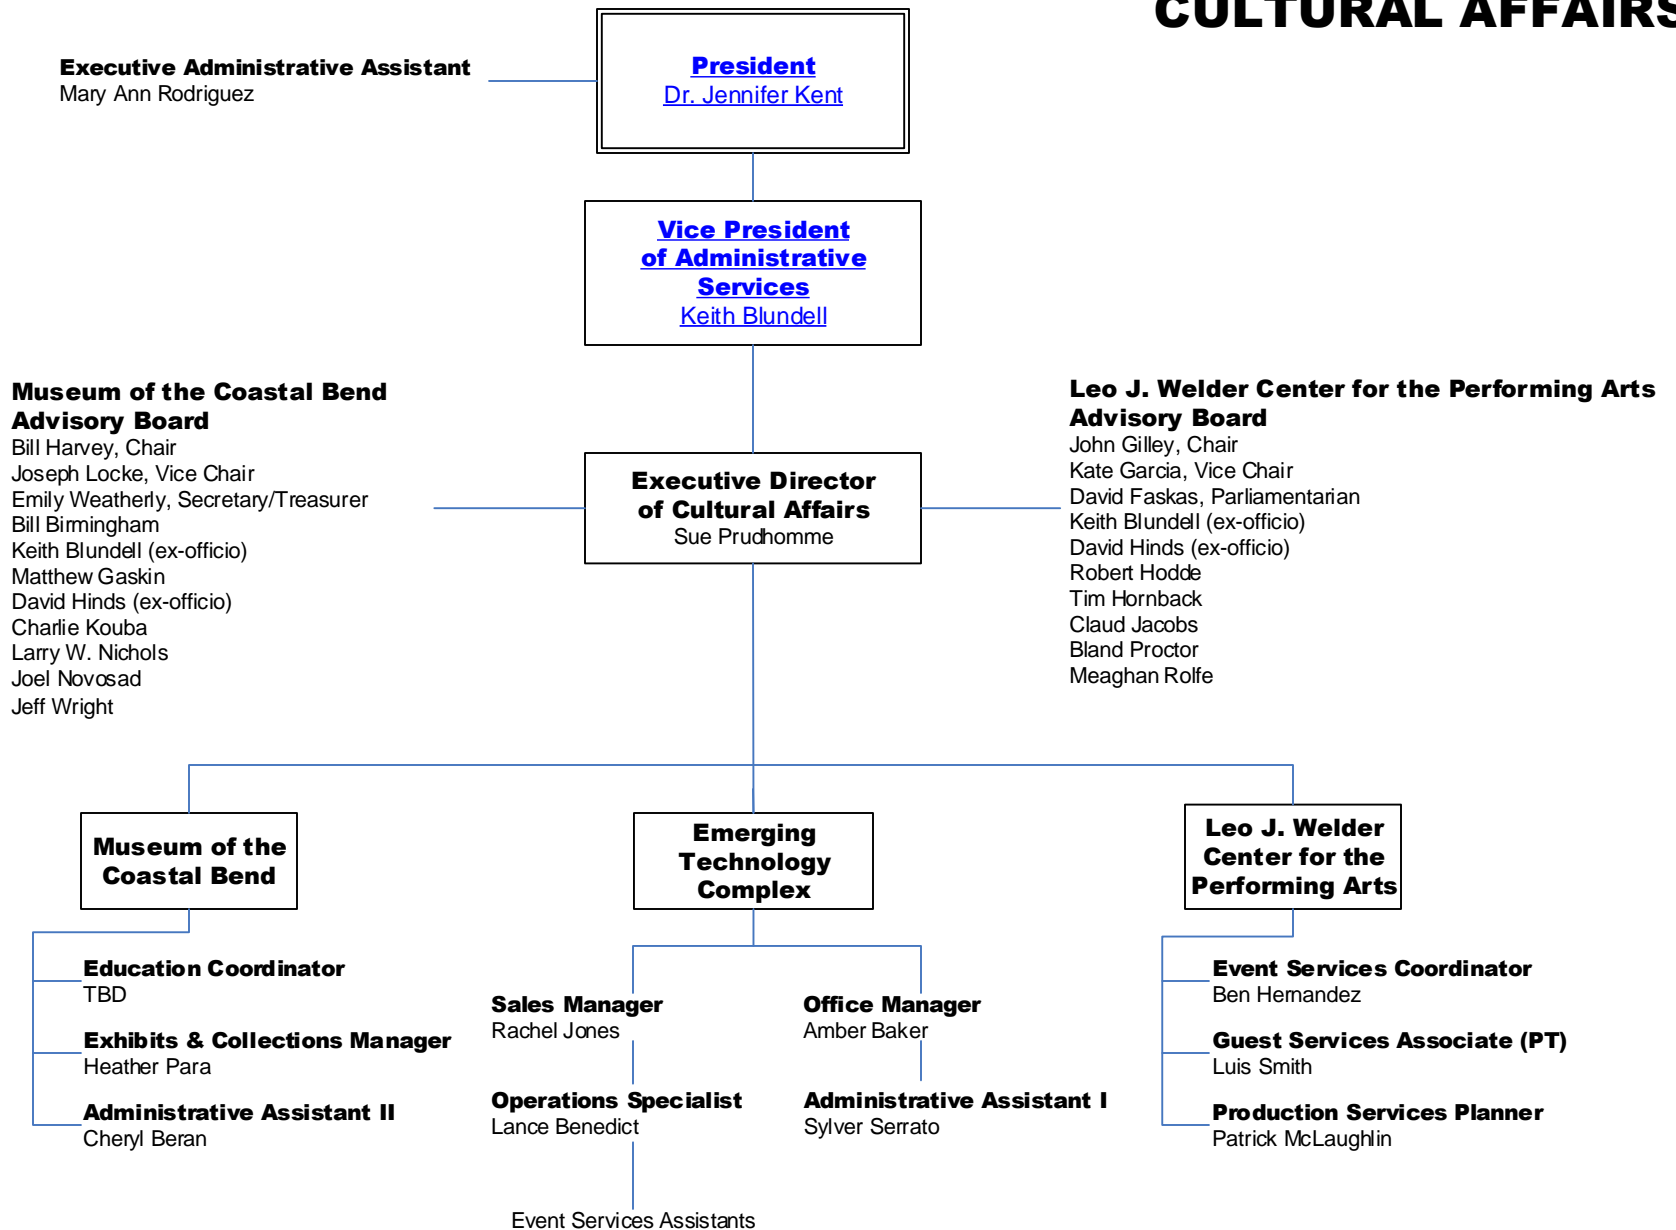 CULTURAL AFFAIRS
Executive Administrative Assistant
Mary Ann Rodriguez
President
Dr. Jennifer Kent
Vice President
of Administrative
Services
Keith Blundell
Museum of the Coastal Bend
Advisory Board
Bill Harvey, Chair
Joseph Locke, Vice Chair
Emily Weatherly, Secretary/Treasurer
Bill Birmingham
Keith Blundell (ex-officio)
Matthew Gaskin
David Hinds (ex-officio)
Charlie Kouba
Larry W. Nichols
Joel Novosad
Jeff Wright
Executive Director
of Cultural Affairs
Sue Prudhomme
Leo J. Welder Center for the Performing Arts
Advisory Board
John Gilley, Chair
Kate Garcia, Vice Chair
David Faskas, Parliamentarian
Keith Blundell (ex-officio)
David Hinds (ex-officio)
Robert Hodde
Tim Hornback
Claud Jacobs
Bland Proctor
Meaghan Rolfe
Museum of the
Coastal Bend
Education Coordinator
TBD
Exhibits & Collections Manager
Heather Para
Administrative Assistant II
Cheryl Beran
Emerging
Technology
Complex
Sales Manager
Rachel Jones
Operations Specialist
Lance Benedict
Event Services Assistants
Office Manager
Amber Baker
Administrative Assistant I
Sylver Serrato
Leo J. Welder
Center for the
Performing Arts
Event Services Coordinator
Ben Hernandez
Guest Services Associate (PT)
Luis Smith
Production Services Planner
Patrick McLaughlin